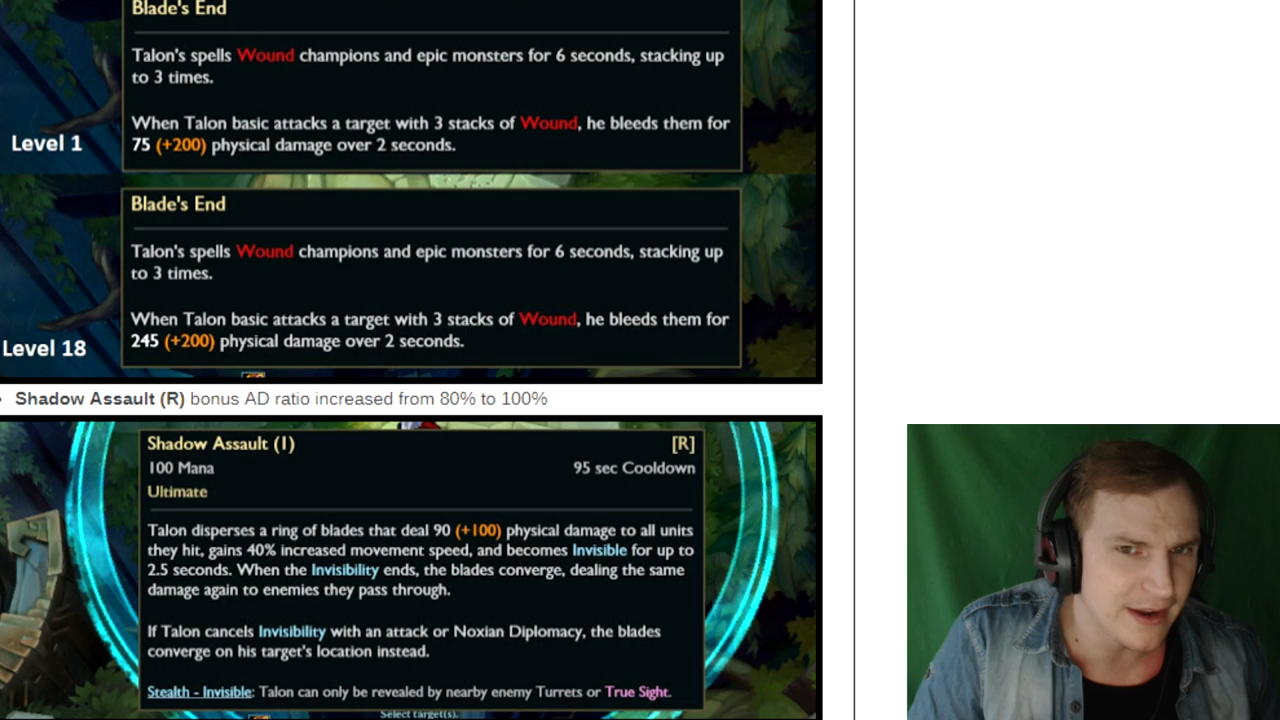 Blade's End
Talon's spells Wound champions and epic monsters for 6 seconds, stacking up
to 3 times.
When Talon basic attacks a target with 3 stacks of Wound, he bleeds them for
75 (+200) physical damage over 2 seconds.
Level 1
Blade's End
Talon's spells Wound champions and epic monsters for 6 seconds, stacking up
to 3 times.
When Talon basic attacks a target with 3 stacks of Wound, he bleeds them for
245 (+200) physical damage over 2 seconds.
Level 18
• Shadow Assault (R) bonus AD ratio increased from 80% to 100%
Shadow Assault (1) [R]
100 Mana 95 sec Cooldown
Ultimate
Talon disperses a ring of blades that deal 90 (+100) physical damage to all units
they hit, gains 40% increased movement speed, and becomes Invisible for up to
2.5 seconds. When the Invisibility ends, the blades converge, dealing the same
damage again to enemies they pass through.
If Talon cancels Invisibility with an attack or Noxian Diplomacy, the blades
converge on his target's location instead.
Stealth - Invisible: Talon can only be revealed by nearby enemy Turrets or True Sight.
Select target(s).